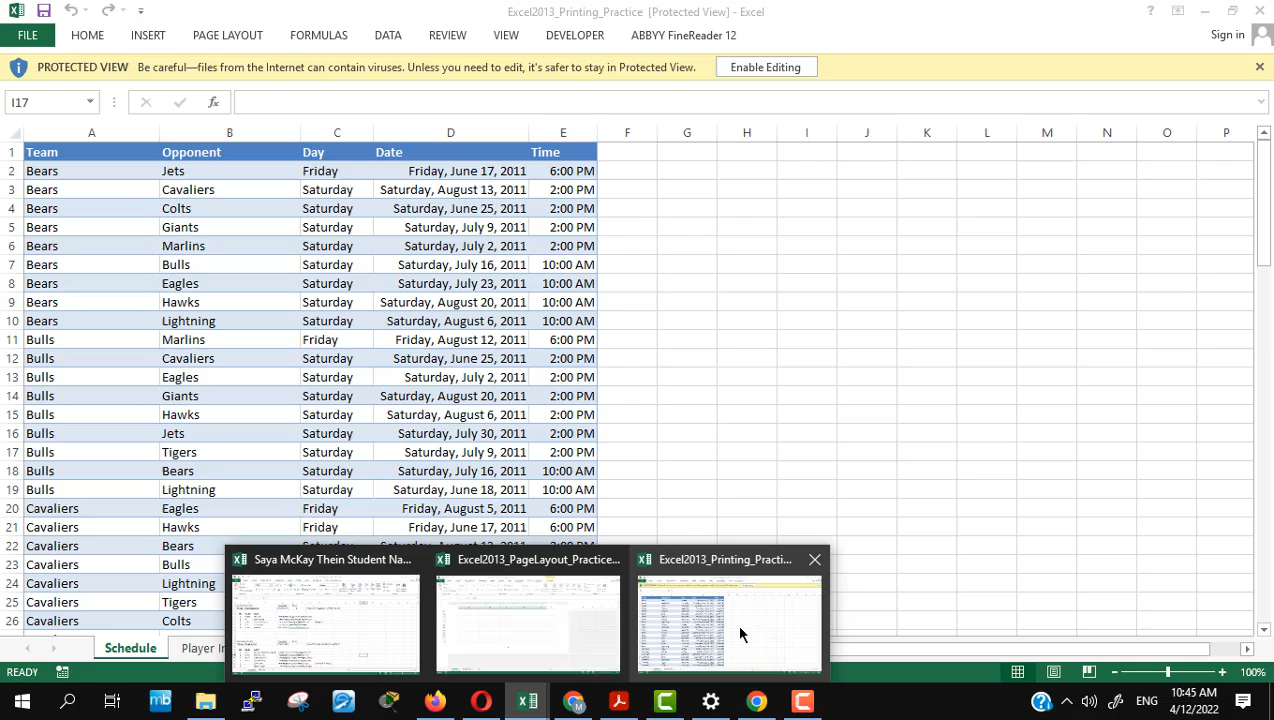 Excel2013_Printing_Practice [Protected View] - Excel
FILE HOME INSERT PAGE LAYOUT FORMULAS DATA REVIEW VIEW DEVELOPER ABBYY FineReader 12 Sign in
PROTECTED VIEW Be careful—files from the Internet can contain viruses. Unless you need to edit, it's safer to stay in Protected View. Enable Editing
I17 fx
A B C D E F G H I J K L M N O P
1 Team Opponent Day Date Time
2 Bears Jets Friday Friday, June 17, 2011 6:00 PM
3 Bears Cavaliers Saturday Saturday, August 13, 2011 2:00 PM
4 Bears Colts Saturday Saturday, June 25, 2011 2:00 PM
5 Bears Giants Saturday Saturday, July 9, 2011 2:00 PM
6 Bears Marlins Saturday Saturday, July 2, 2011 2:00 PM
7 Bears Bulls Saturday Saturday, July 16, 2011 10:00 AM
8 Bears Eagles Saturday Saturday, July 23, 2011 10:00 AM
9 Bears Hawks Saturday Saturday, August 20, 2011 10:00 AM
10 Bears Lightning Saturday Saturday, August 6, 2011 10:00 AM
11 Bulls Marlins Friday Friday, August 12, 2011 6:00 PM
12 Bulls Cavaliers Saturday Saturday, June 25, 2011 2:00 PM
13 Bulls Eagles Saturday Saturday, July 2, 2011 2:00 PM
14 Bulls Giants Saturday Saturday, August 20, 2011 2:00 PM
15 Bulls Hawks Saturday Saturday, August 6, 2011 2:00 PM
16 Bulls Jets Saturday Saturday, July 30, 2011 2:00 PM
17 Bulls Tigers Saturday Saturday, July 9, 2011 2:00 PM
18 Bulls Bears Saturday Saturday, July 16, 2011 10:00 AM
19 Bulls Lightning Saturday Saturday, June 18, 2011 10:00 AM
20 Cavaliers Eagles Friday Friday, August 5, 2011 6:00 PM
21 Cavaliers Hawks Friday Friday, June 17, 2011 6:00 PM
22 Cavaliers Bears
23 Cavaliers Bulls
24 Cavaliers Lightning
25 Cavaliers Tigers
26 Cavaliers Colts
Saya McKay Thein Student Na... Excel2013_PageLayout_Practice... Excel2013_Printing_Practi...
Schedule Player In
READY 100%
mb ENG 10:45 AM
4/12/2022